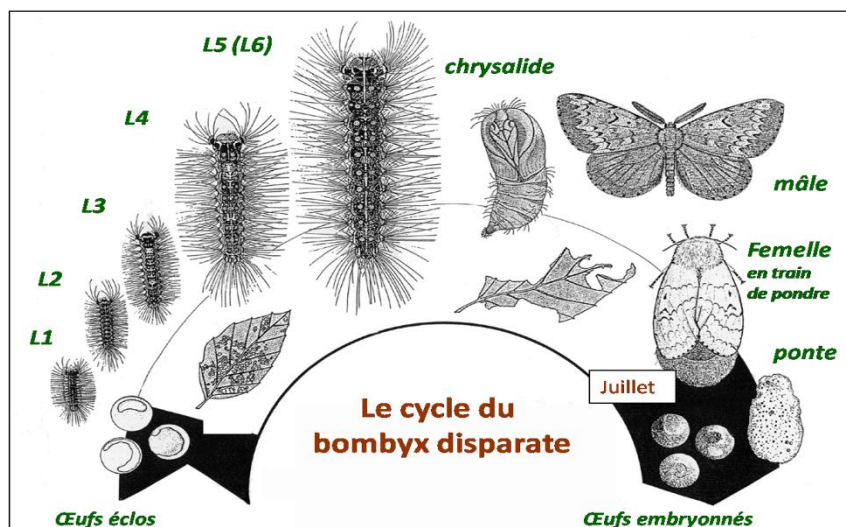 L5 (L6)
chrysalide
L4
mâle
L3
Femelle
en train
de pondre
L2
L1
ponte
Juillet
Le cycle du
bombyx disparate
Œufs éclos
Œufs embryonnés